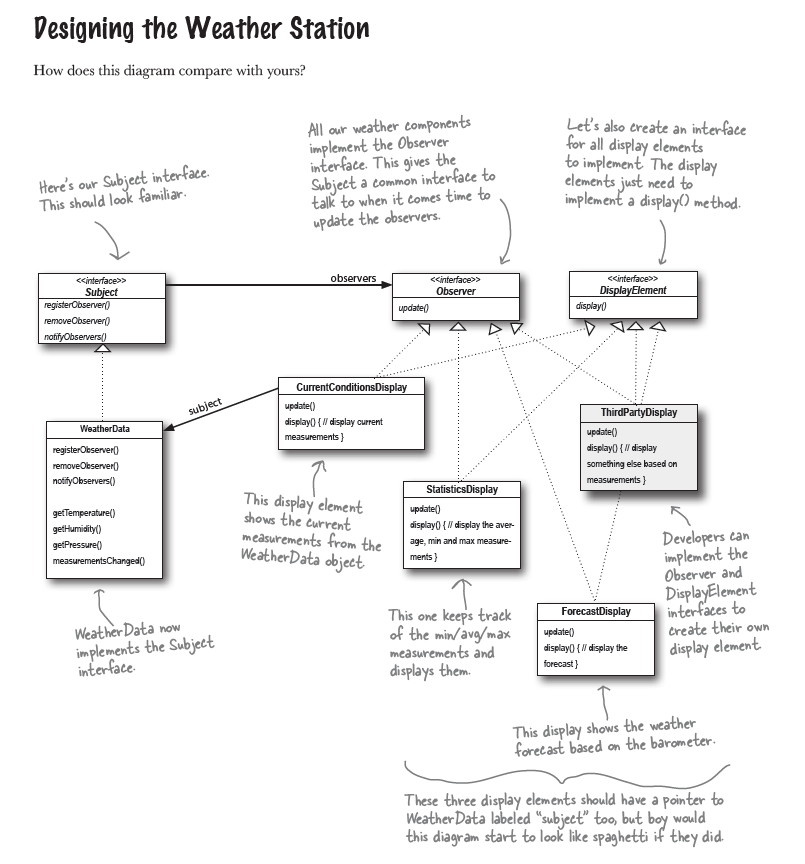 Designing the Weather Station
How does this diagram compare with yours?
Here's our Subject interface.
This should look familiar.
All our weather components
implement the Observer
interface. This gives the
Subject a common interface to
talk to when it comes time to
update the observers.
Let's also create an interface
for all display elements
to implement. The display
elements just need to
implement a display() method.
<<interface>>
Subject
registerObserver()
removeObserver()
notifyObservers()
observers
<<interface>>
Observer
update()
<<interface>>
DisplayElement
display()
subject
WeatherData
registerObserver()
removeObserver()
notifyObservers()
getTemperature()
getHumidity()
getPressure()
measurementsChanged()
CurrentConditionsDisplay
update()
display() { // display current
measurements }
ThirdPartyDisplay
update()
display() { // display
something else based on
measurements }
StatisticsDisplay
update()
display() { // display the aver-
age, min and max measure-
ments }
This display element
shows the current
measurements from the
WeatherData object.
Developers can
implement the
Observer and
DisplayElement
interfaces to
create their own
display element.
ForecastDisplay
update()
display() { // display the
forecast }
WeatherData now
implements the Subject
interface.
This one keeps track
of the min/avg/max
measurements and
displays them.
This display shows the weather
forecast based on the barometer.
These three display elements should have a pointer to
WeatherData labeled "subject" too, but boy would
this diagram start to look like spaghetti if they did.